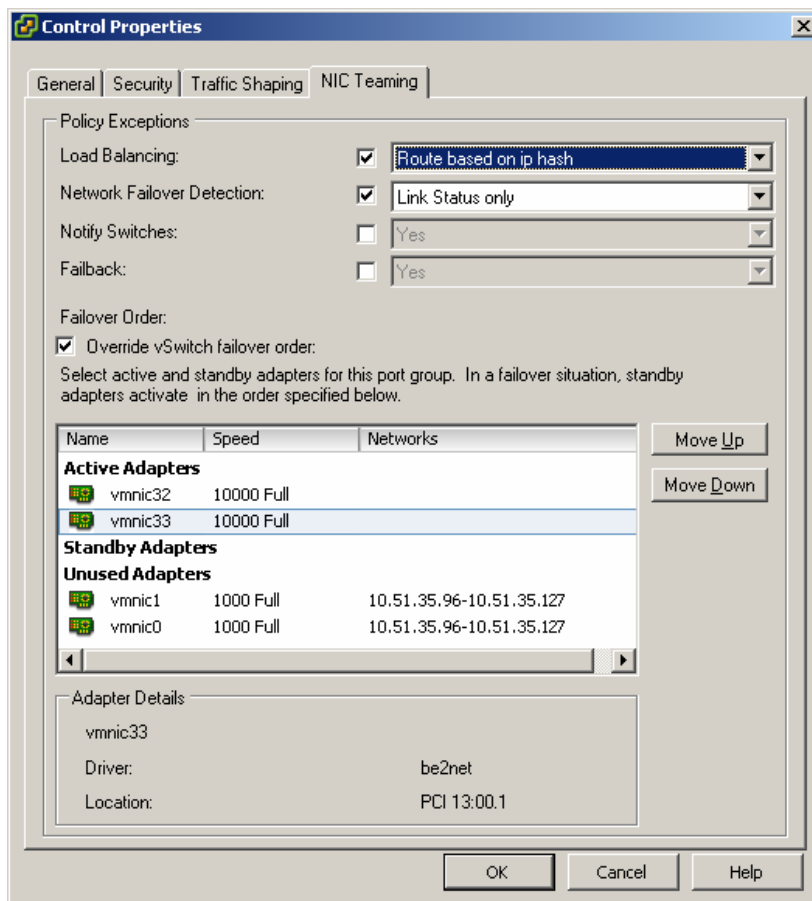 Control Properties
General Security Traffic Shaping NIC Teaming
Policy Exceptions
Load Balancing: Route based on ip hash
Network Failover Detection: Link Status only
Notify Switches: Yes
Failback: Yes
Failover Order:
Override vSwitch failover order:
Select active and standby adapters for this port group. In a failover situation, standby
adapters activate in the order specified below.
Name Speed Networks Move Up
Active Adapters
vmnic32 10000 Full Move Down
vmnic33 10000 Full
Standby Adapters
Unused Adapters
vmnic1 1000 Full 10.51.35.96-10.51.35.127
vmnic0 1000 Full 10.51.35.96-10.51.35.127
Adapter Details
vmnic33
Driver: be2net
Location: PCI 13:00.1
OK Cancel Help